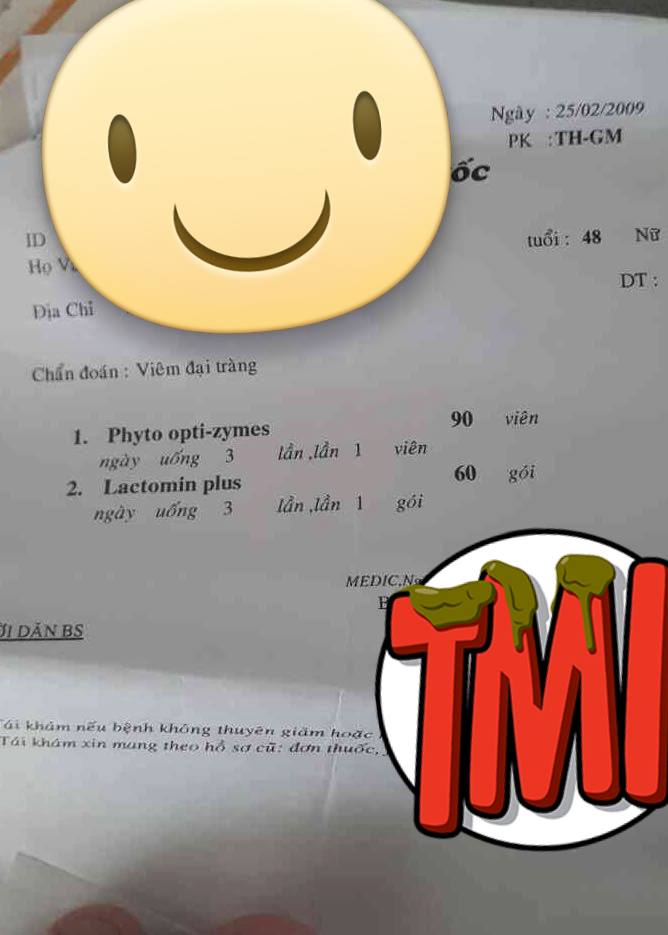 Ngày : 25/02/2009
PK : TH-GM
ốc
ID tuổi : 48 Nữ
Họ
DT :
Địa Chỉ
Chẩn đoán : Viêm đại tràng
1. Phyto opti-zymes 90 viên
ngày uống 3 lần ,lần 1 viên
2. Lactomin plus 60 gói
ngày uống 3 lần ,lần 1 gói
MEDIC,Ng
ỜI DẶN BS
Tái khám nếu bệnh không thuyên giảm hoặc
Tái khám xin mang theo hồ sơ cũ: đơn thuốc,
TMI